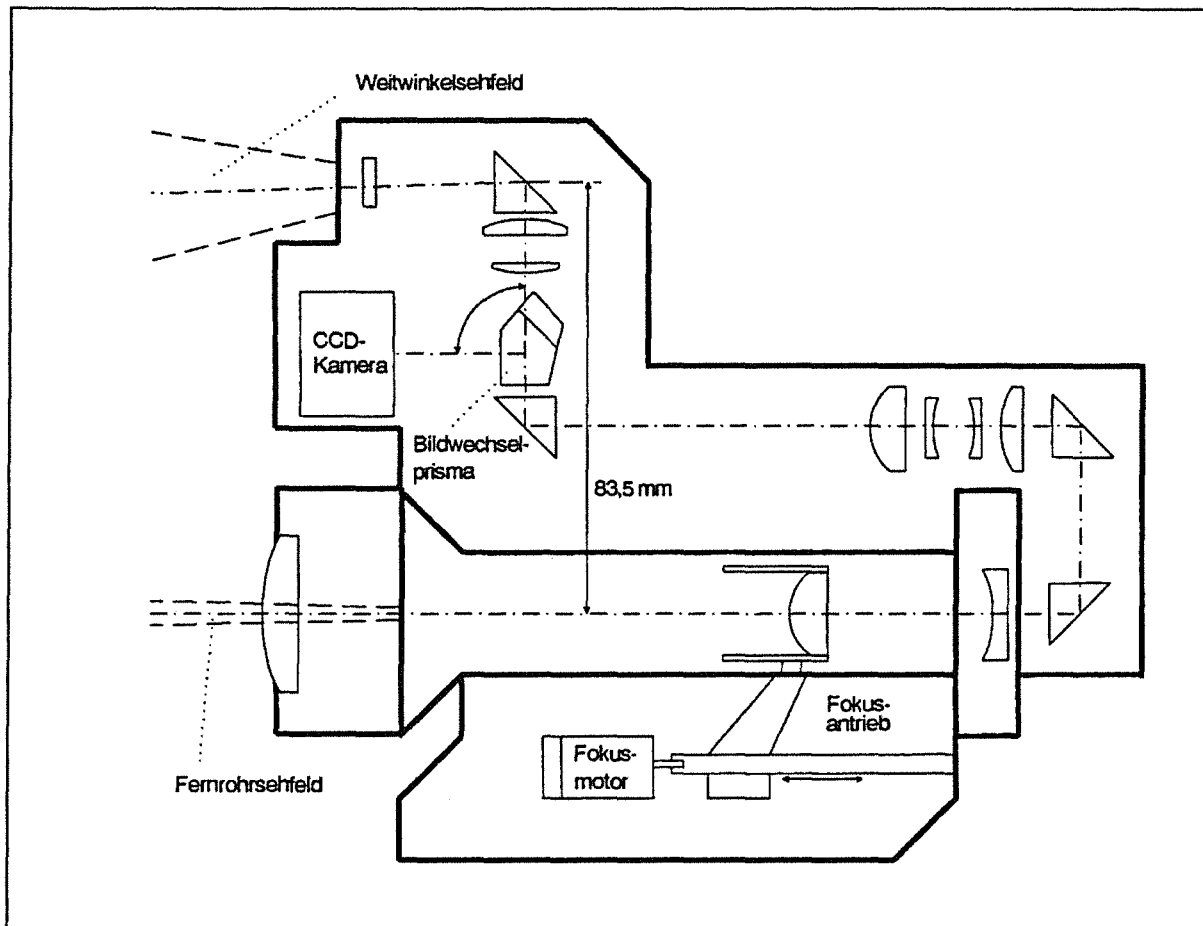 Weitwinkelsehfeld
CCD-
Kamera
Bildwechsel-
prisma
83,5 mm
Fokus-
antrieb
Fokus-
motor
Fernrohrsehfeld